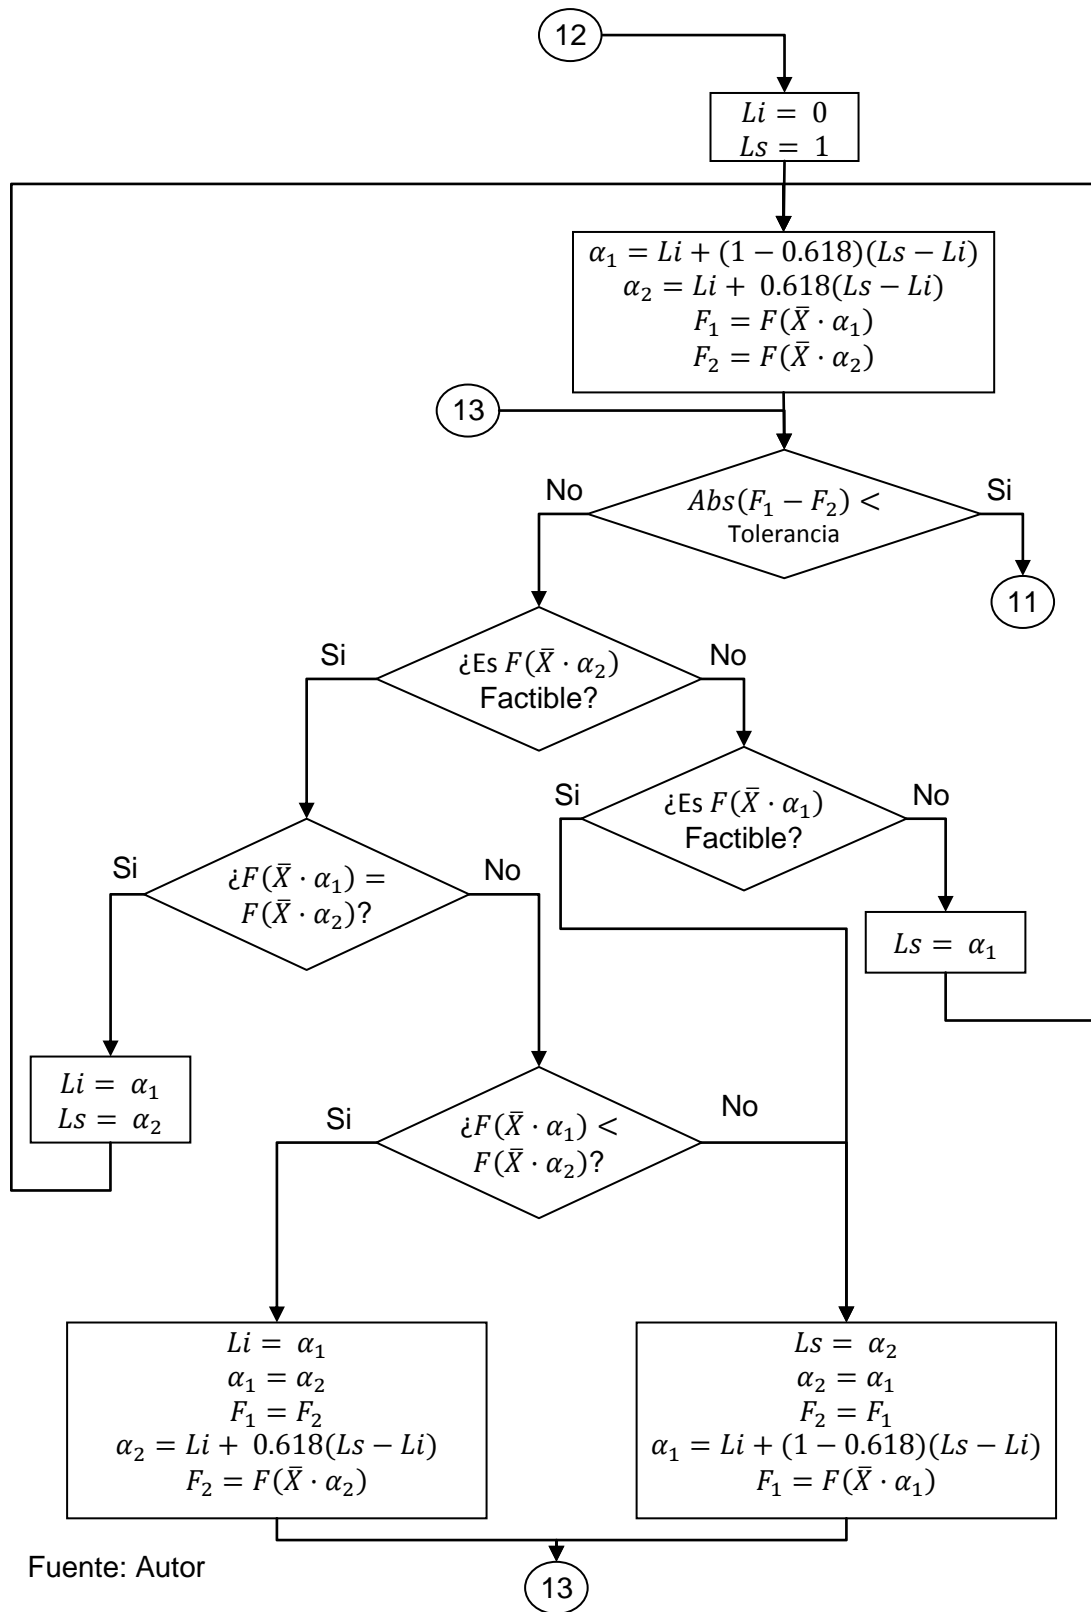 12
Li = 0
Ls = 1
α₁ = Li + (1 − 0.618)(Ls − Li)
α₂ = Li + 0.618(Ls − Li)
F₁ = F(X̄ · α₁)
F₂ = F(X̄ · α₂)
13
No
Abs(F₁ − F₂) <
Tolerancia
Si
11
Si
¿Es F(X̄ · α₂)
Factible?
No
Si
¿Es F(X̄ · α₁)
Factible?
No
Si
¿F(X̄ · α₁) =
F(X̄ · α₂)?
No
Ls = α₁
Li = α₁
Ls = α₂
Si
¿F(X̄ · α₁) <
F(X̄ · α₂)?
No
Li = α₁
α₁ = α₂
F₁ = F₂
α₂ = Li + 0.618(Ls − Li)
F₂ = F(X̄ · α₂)
Ls = α₂
α₂ = α₁
F₂ = F₁
α₁ = Li + (1 − 0.618)(Ls − Li)
F₁ = F(X̄ · α₁)
Fuente: Autor
13